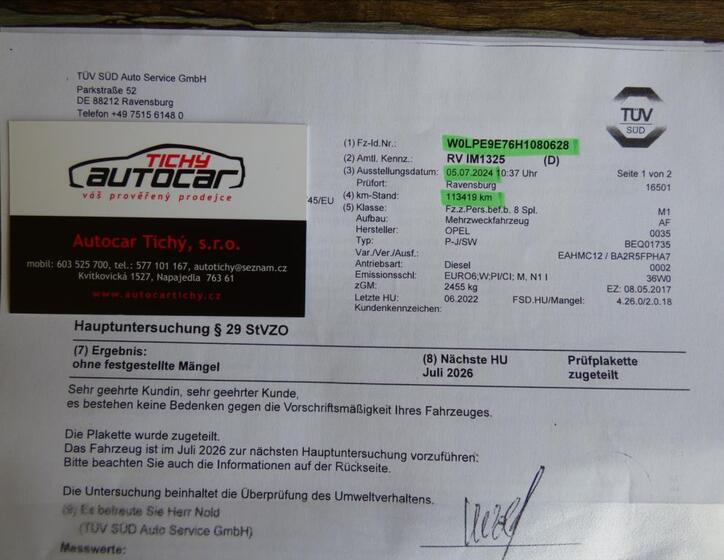 TÜV SÜD Auto Service GmbH
Parkstraße 52
DE 88212 Ravensburg
Telefon +49 7515 6148 0
TICHÝ
AUTOCAR
váš prověřený prodejce
Autocar Tichý, s.r.o.
mobil: 603 525 700, tel.: 577 101 167, autotichy@seznam.cz
Kvítkovická 1527, Napajedla 763 61
www.autocartichy.cz
45/EU
TÜV
SÜD
(1) Fz-Id.Nr.: W0LPE9E76H1080628
(2) Amtl. Kennz.: RV IM1325 (D)
(3) Ausstellungsdatum: 05.07.2024 10:37 Uhr Seite 1 von 2
Prüfort: Ravensburg 16501
(4) km-Stand: 113419 km
(5) Klasse: Fz.z.Pers.bef.b. 8 Spl. M1
Aufbau: Mehrzweckfahrzeug AF
Hersteller: OPEL 0035
Typ: P-J/SW BEQ01735
Var./Ver./Ausf.: EAHMC12 / BA2R5FPHA7
Antriebsart: Diesel 0002
Emissionsschl: EURO6;W;PI/CI; M, N1 I 36W0
zGM: 2455 kg EZ: 08.05.2017
Letzte HU: 06.2022 FSD.HU/Mangel: 4.26.0/2.0.18
Kundenkennzeichen:
Hauptuntersuchung § 29 StVZO
(7) Ergebnis: (8) Nächste HU Prüfplakette
ohne festgestellte Mängel Juli 2026 zugeteilt
Sehr geehrte Kundin, sehr geehrter Kunde,
es bestehen keine Bedenken gegen die Vorschriftsmäßigkeit Ihres Fahrzeuges.
Die Plakette wurde zugeteilt.
Das Fahrzeug ist im Juli 2026 zur nächsten Hauptuntersuchung vorzuführen:
Bitte beachten Sie auch die Informationen auf der Rückseite.
Die Untersuchung beinhaltet die Überprüfung des Umweltverhaltens.
(9) Es betreute Sie Herr Nold
(TÜV SÜD Auto Service GmbH)
Messwerte: